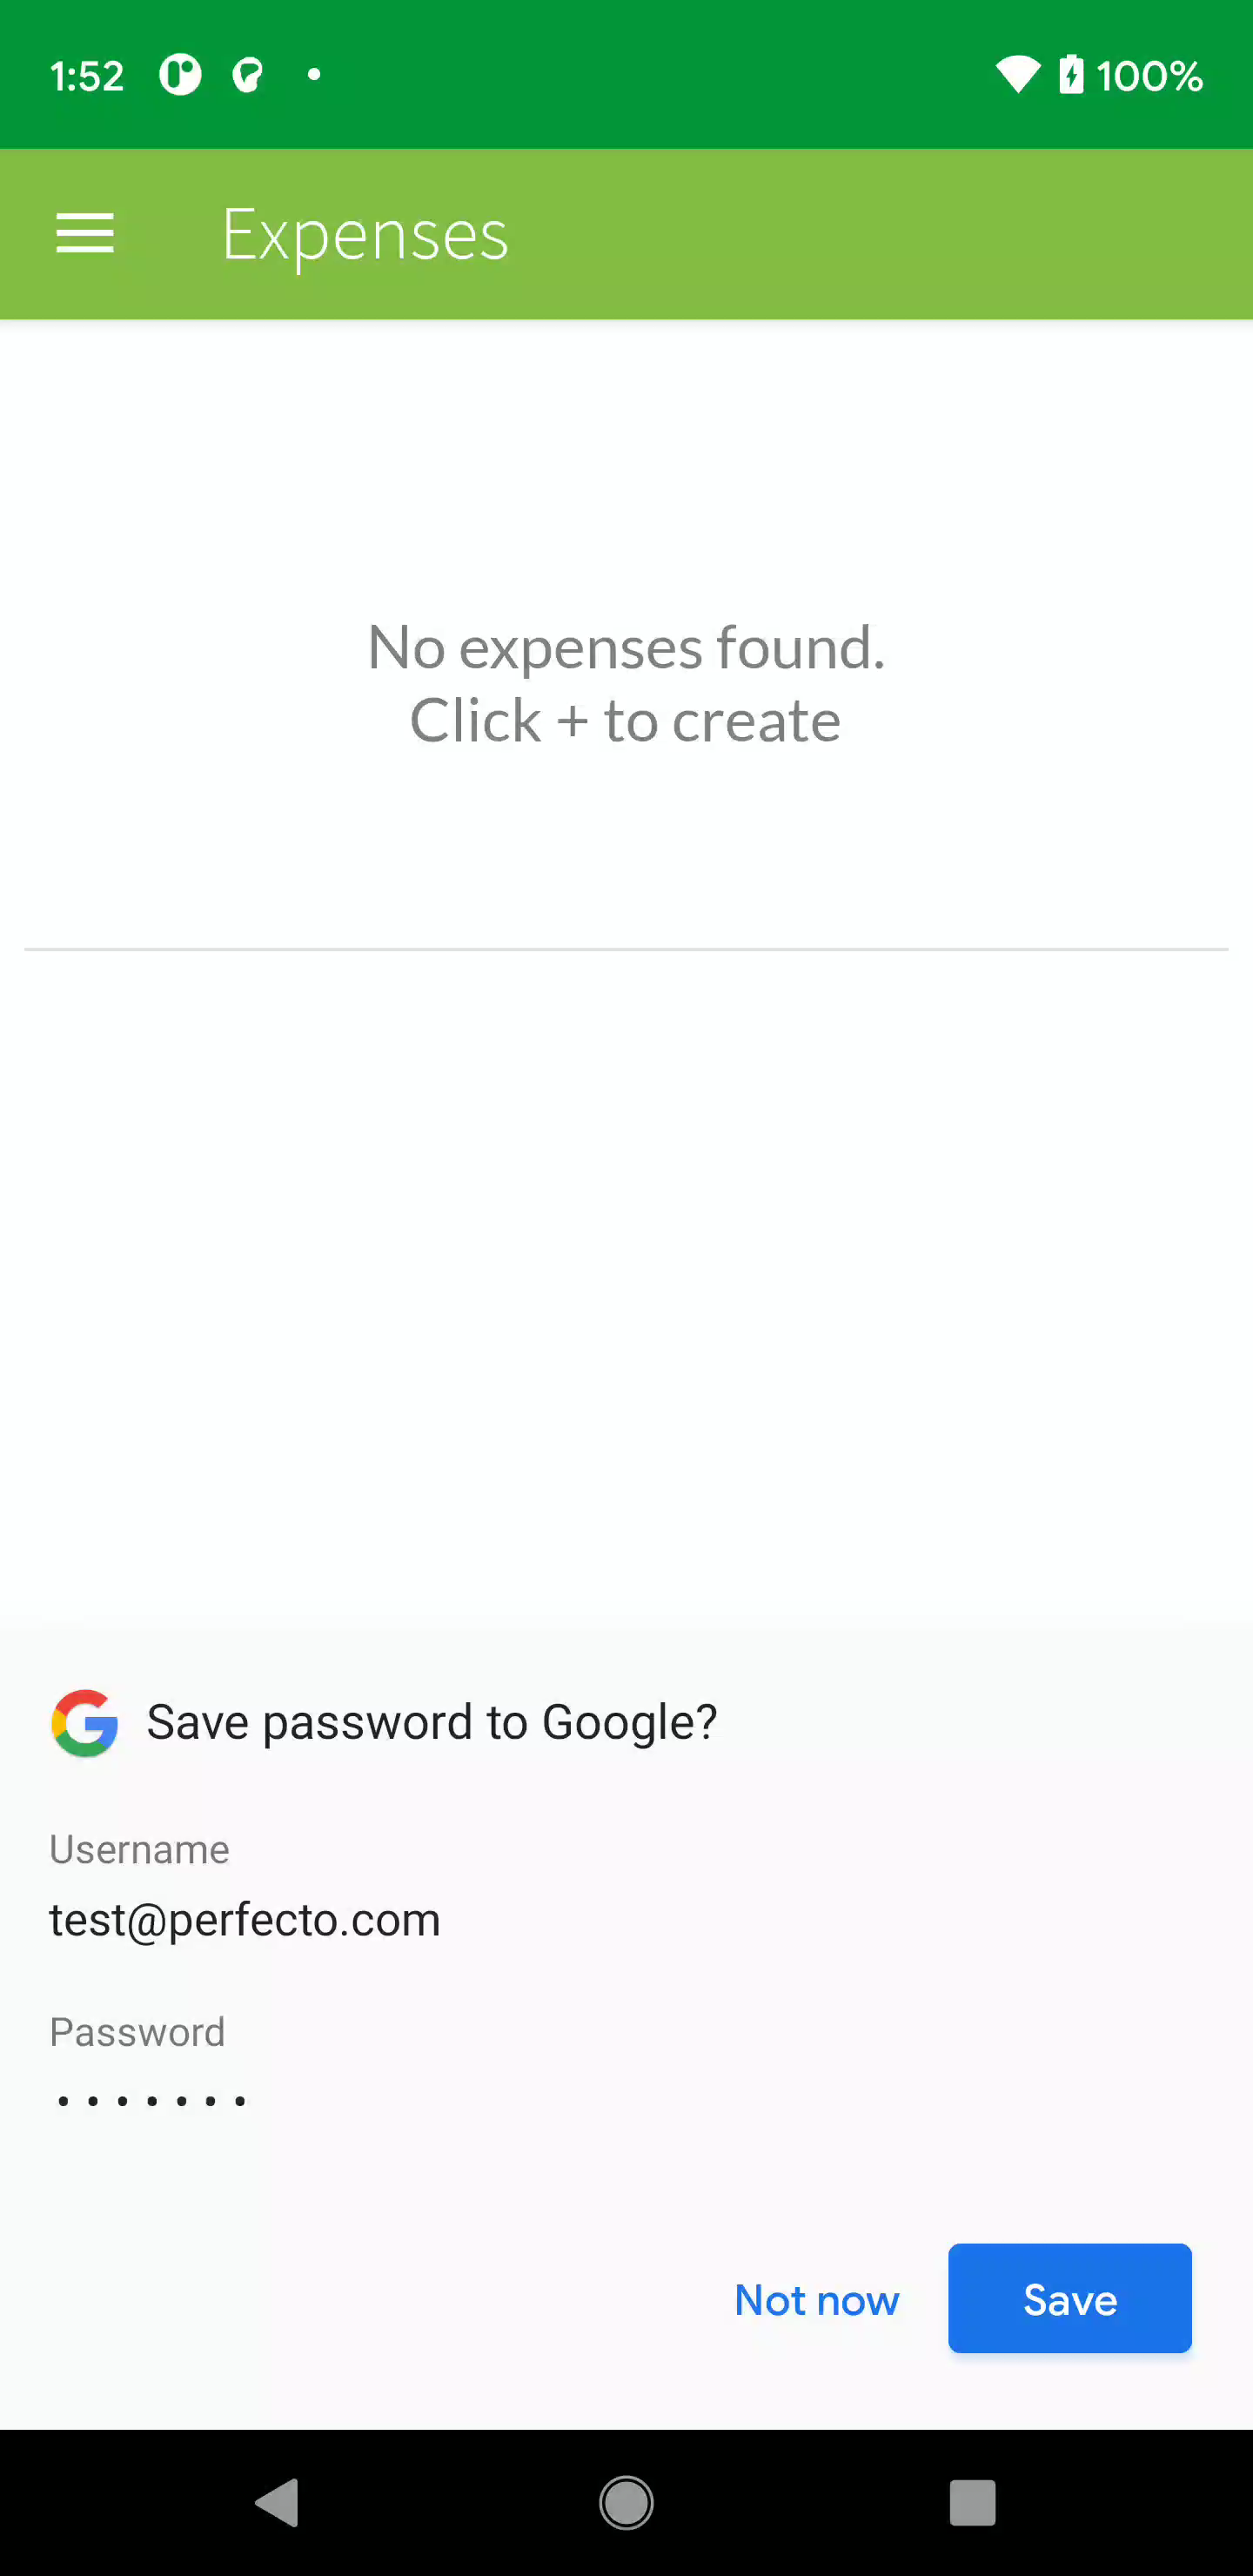 1:52 100%
Expenses
No expenses found.
Click + to create
Save password to Google?
Username
test@perfecto.com
Password
•••••••
Not now Save